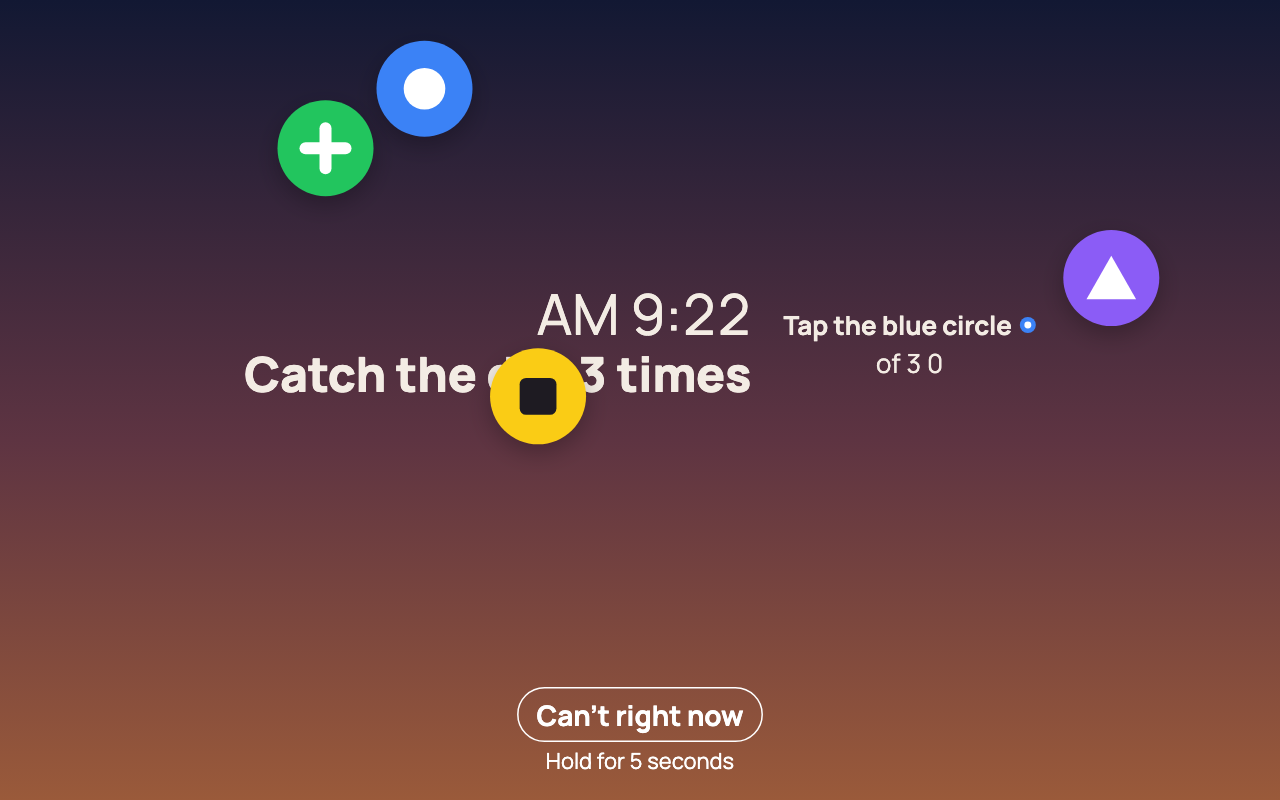 AM 9:22
Catch the 3 times
Tap the blue circle
of 3 0
Can't right now
Hold for 5 seconds